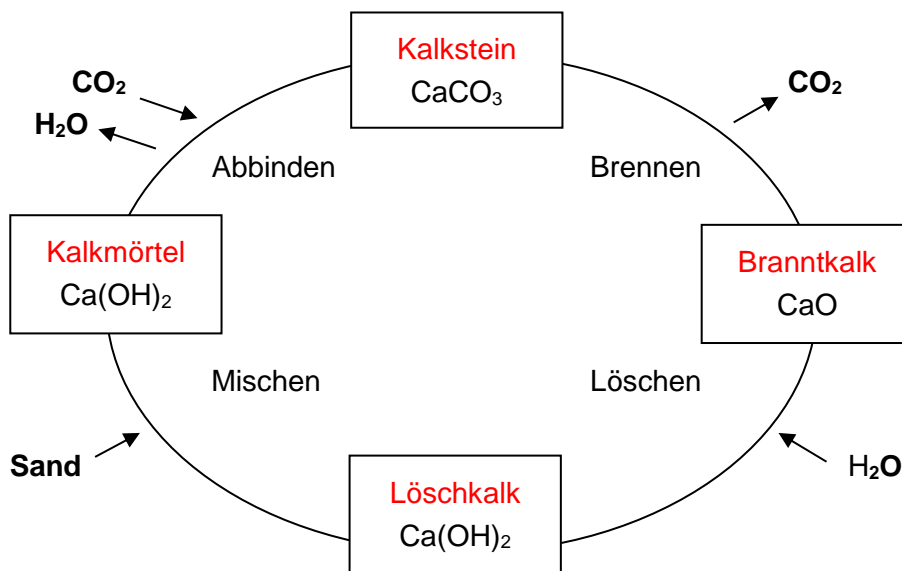 Kalkstein
CaCO₃
CO₂
H₂O
CO₂
Abbinden
Brennen
Kalkmörtel
Ca(OH)₂
Branntkalk
CaO
Mischen
Löschen
Sand
H₂O
Löschkalk
Ca(OH)₂